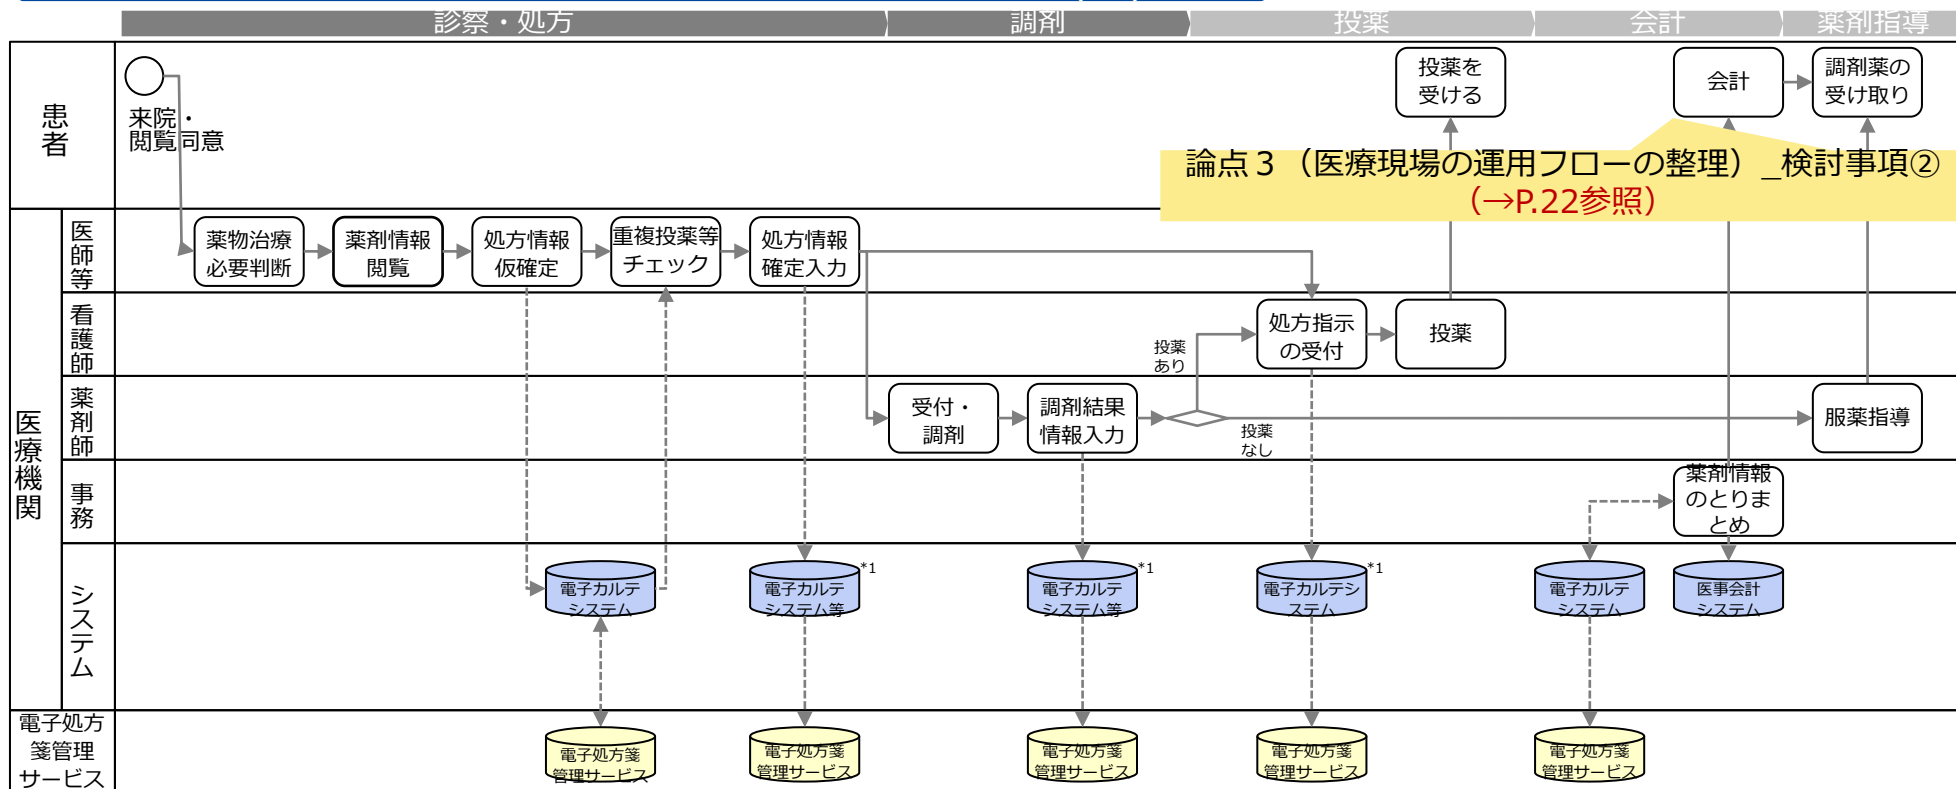 診察・処方
調剤
投薬
会計
薬剤指導
患者
来院・
閲覧同意
投薬を
受ける
会計
調剤薬の
受け取り
論点３（医療現場の運用フローの整理）_検討事項②
（→P.22参照）
医療機関
医師等
薬物治療
必要判断
薬剤情報
閲覧
処方情報
仮確定
重複投薬等
チェック
処方情報
確定入力
看護師
投薬
あり
処方指示
の受付
投薬
薬剤師
受付・
調剤
調剤結果
情報入力
投薬
なし
服薬指導
事務
薬剤情報
のとりま
とめ
システム
電子カルテ
システム
電子カルテ
システム等
*1
電子カルテ
システム等
*1
電子カルテシ
ステム
*1
電子カルテ
システム
医事会計
システム
電子処方
箋管理
サービス
電子処方箋
管理サービス
電子処方箋
管理サービス
電子処方箋
管理サービス
電子処方箋
管理サービス
電子処方箋
管理サービス